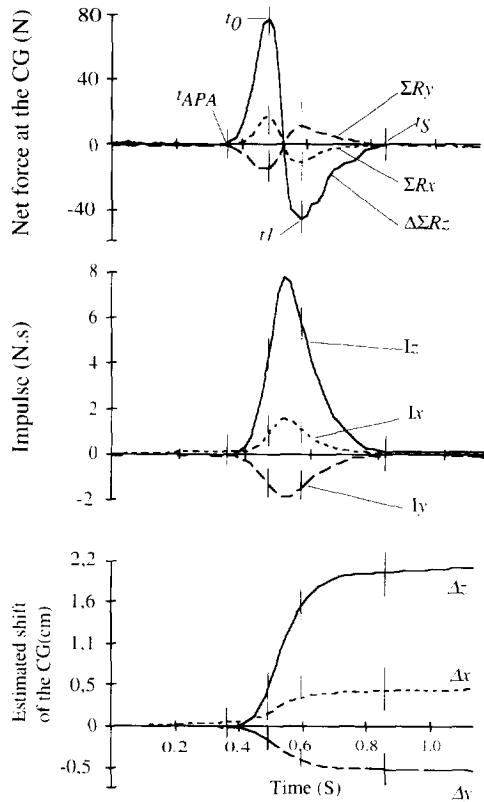 Net force at the CG (N)
80
40
0
-40
t0
tAPA
ΣRy
tS
ΣRx
ΔΣRz
t1
Impulse (N.s)
8
6
4
2
0
-2
Iz
Ix
Iy
Estimated shift
of the CG(cm)
2.2
1.6
1.1
0.5
0
-0.5
Δz
Δx
0.2
0.4
0.6
0.8
1.0
Time (S)
Δy